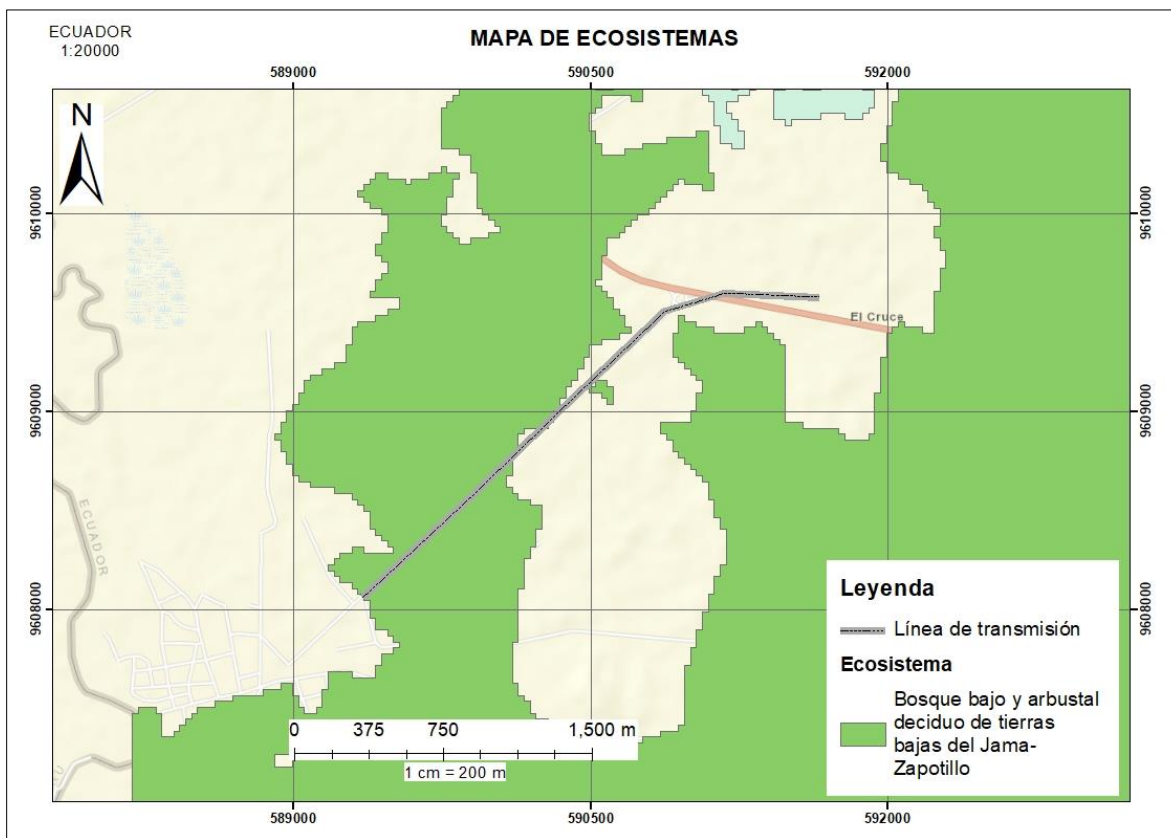 ECUADOR
1:20000
MAPA DE ECOSISTEMAS
589000
590500
592000
N
9610000
9610000
El Cruce
9609000
9609000
ECUADOR
9608000
9608000
Leyenda
Línea de transmisión
Ecosistema
Bosque bajo y arbustal
deciduo de tierras
bajas del Jama-
Zapotillo
0 375 750 1,500 m
1 cm = 200 m
589000
590500
592000